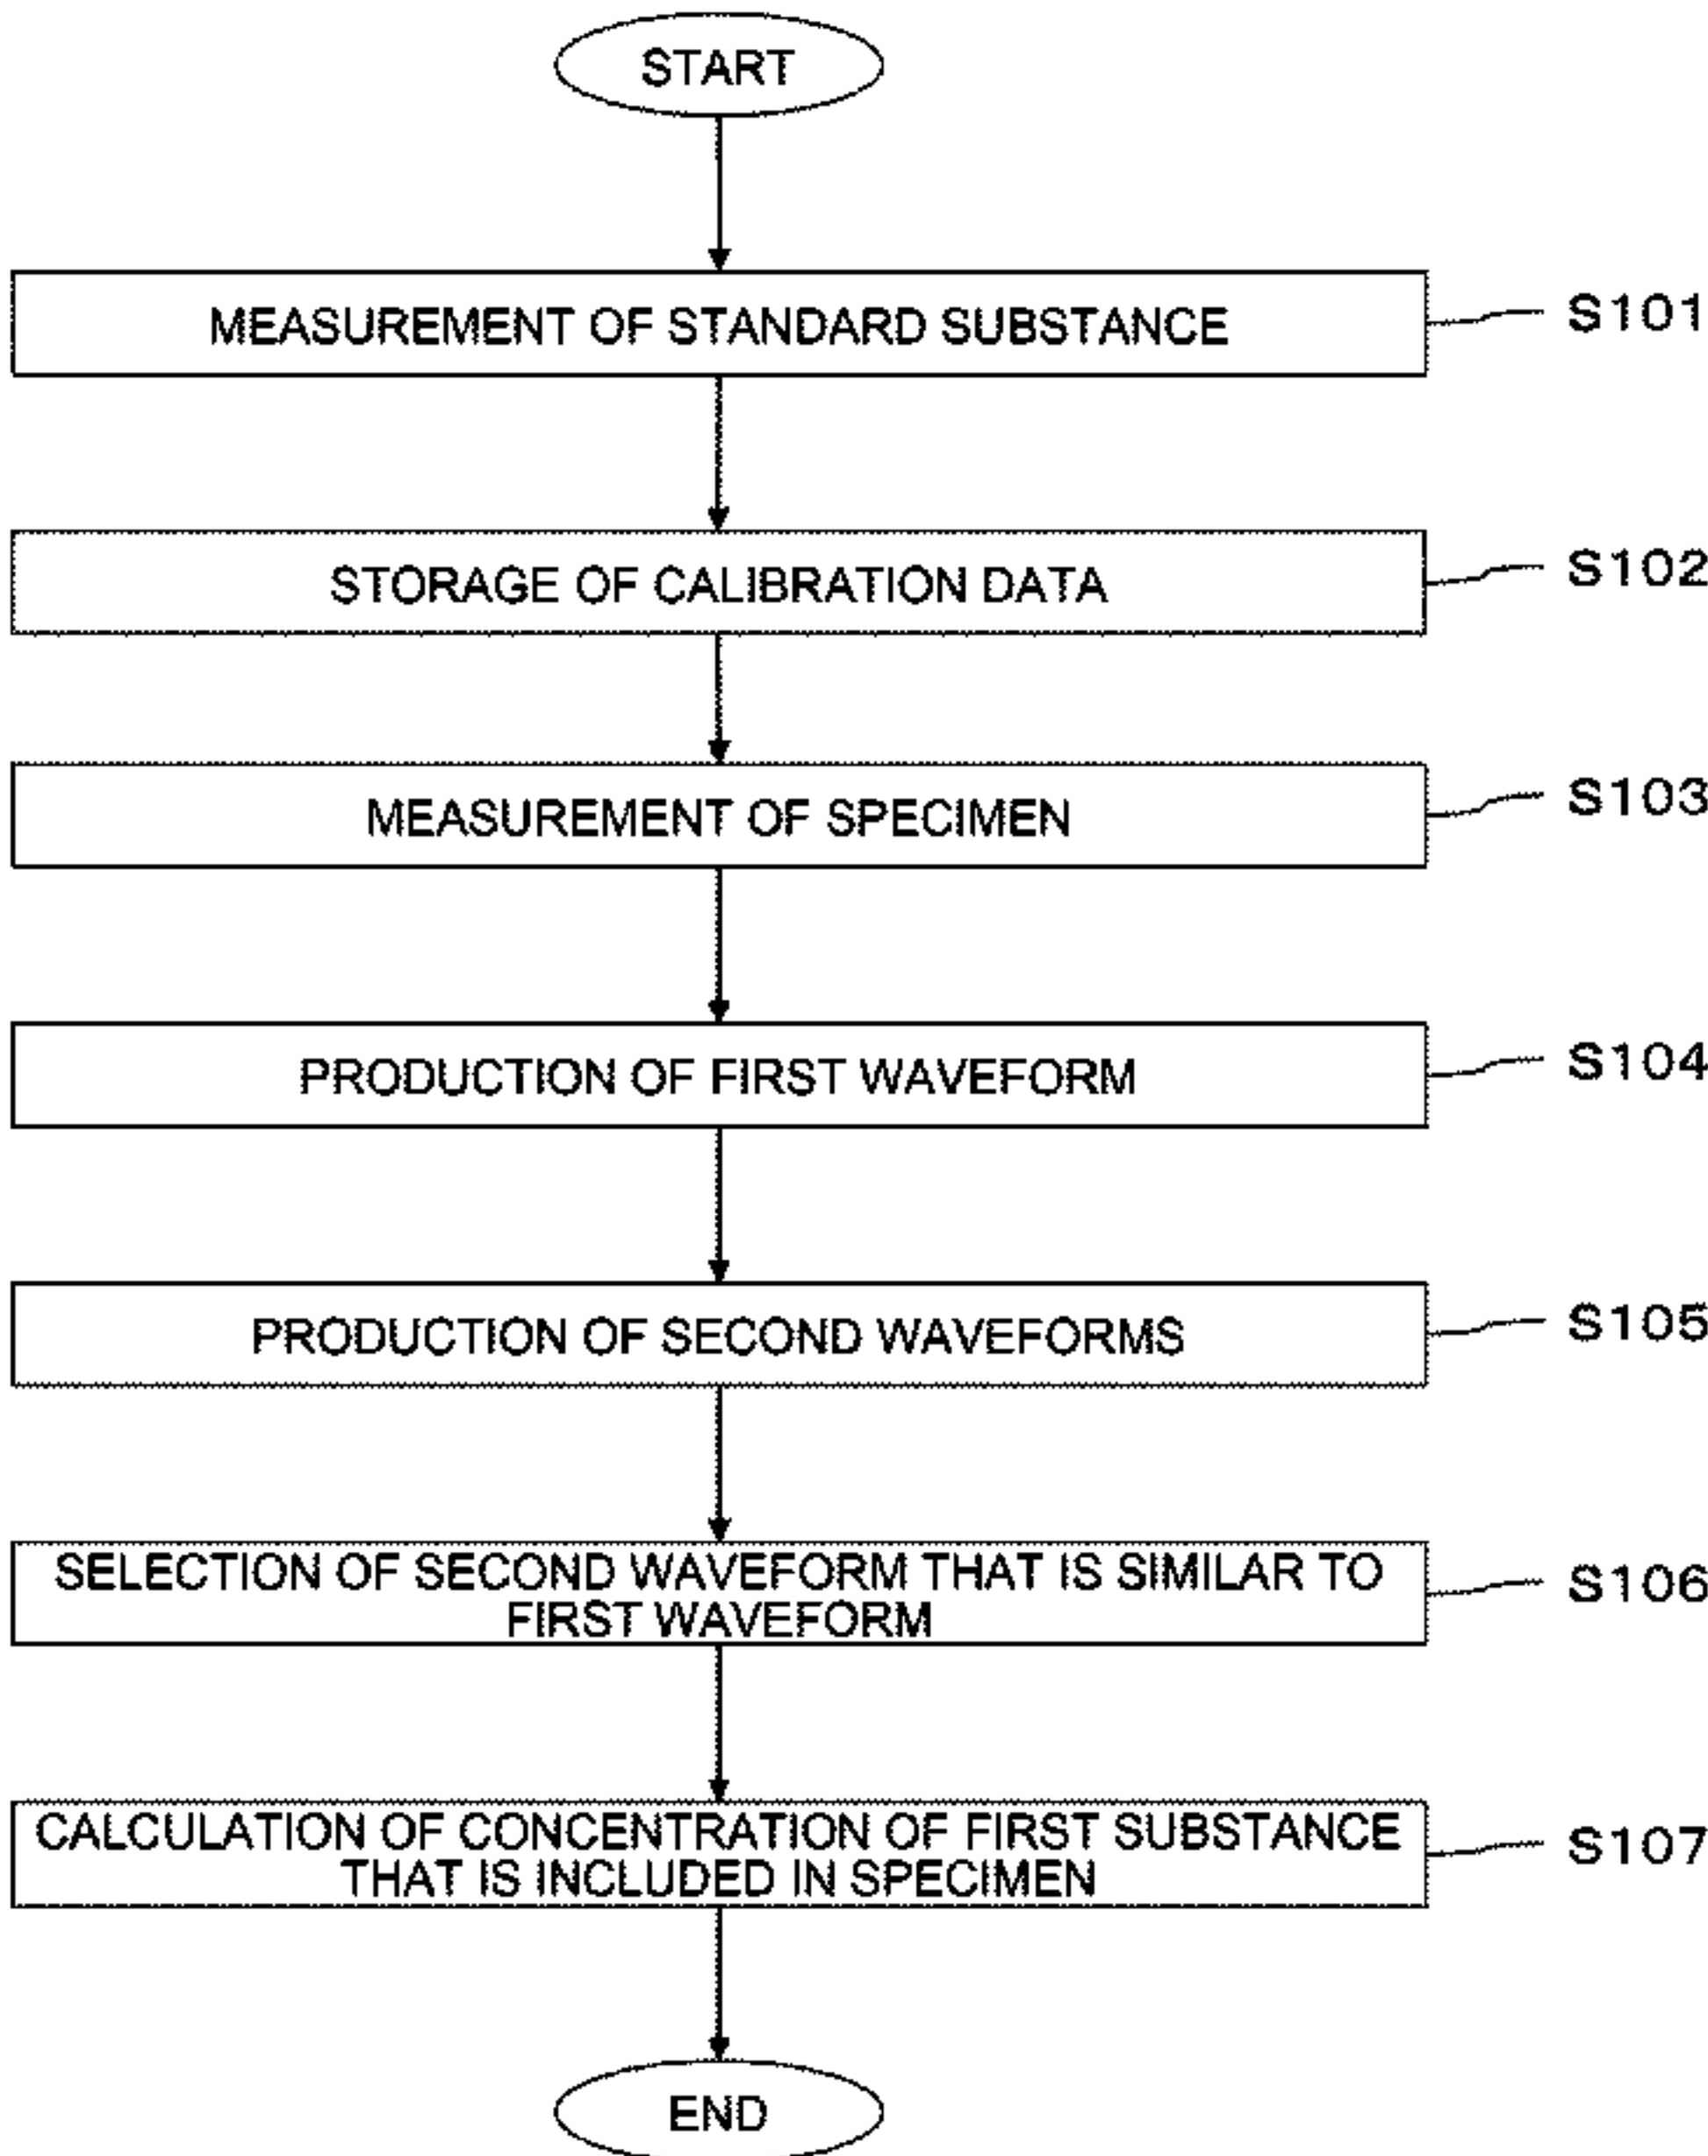 START
MEASUREMENT OF STANDARD SUBSTANCE
S101
STORAGE OF CALIBRATION DATA
S102
MEASUREMENT OF SPECIMEN
S103
PRODUCTION OF FIRST WAVEFORM
S104
PRODUCTION OF SECOND WAVEFORMS
S105
SELECTION OF SECOND WAVEFORM THAT IS SIMILAR TO
FIRST WAVEFORM
S106
CALCULATION OF CONCENTRATION OF FIRST SUBSTANCE
THAT IS INCLUDED IN SPECIMEN
S107
END